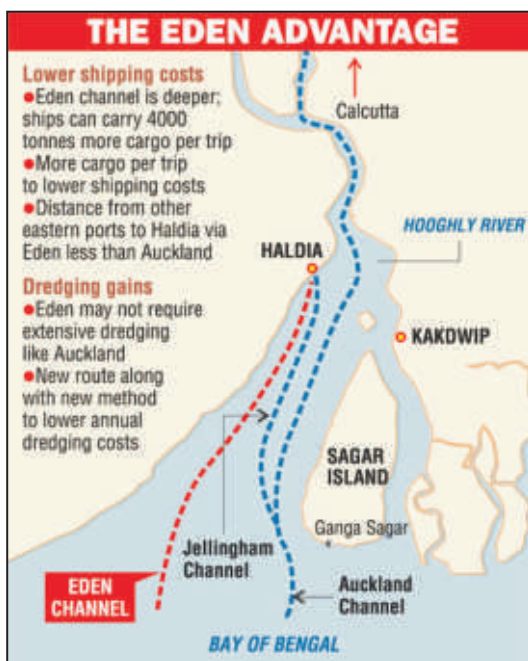 THE EDEN ADVANTAGE
Lower shipping costs
●Eden channel is deeper;
ships can carry 4000
tonnes more cargo per trip
●More cargo per trip
to lower shipping costs
●Distance from other
eastern ports to Haldia via
Eden less than Auckland
Dredging gains
●Eden may not require
extensive dredging
like Auckland
●New route along
with new method
to lower annual
dredging costs
Calcutta
HOOGHLY RIVER
HALDIA
KAKDWIP
SAGAR
ISLAND
Ganga Sagar
Jellingham
Channel
EDEN
CHANNEL
Auckland
Channel
BAY OF BENGAL